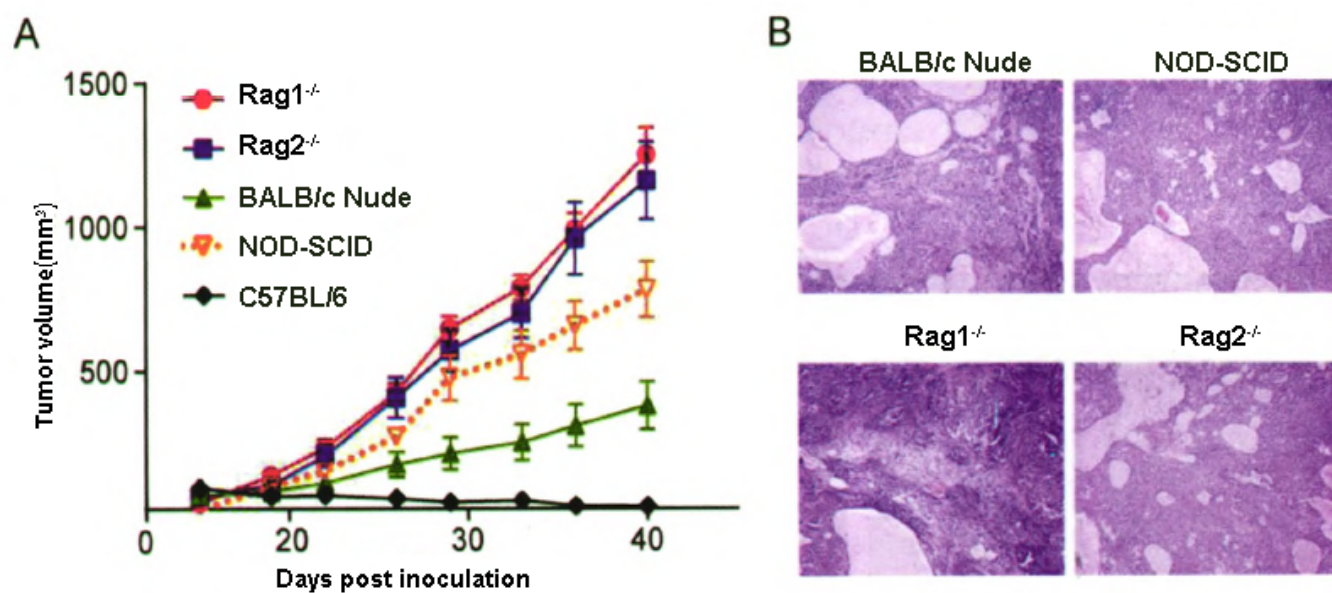 A
1500
1000
500
Tumor volume(mm³)
Rag1-/-
Rag2-/-
BALB/c Nude
NOD-SCID
C57BL/6
0 20 30 40
Days post inoculation
B
BALB/c Nude NOD-SCID
Rag1-/- Rag2-/-